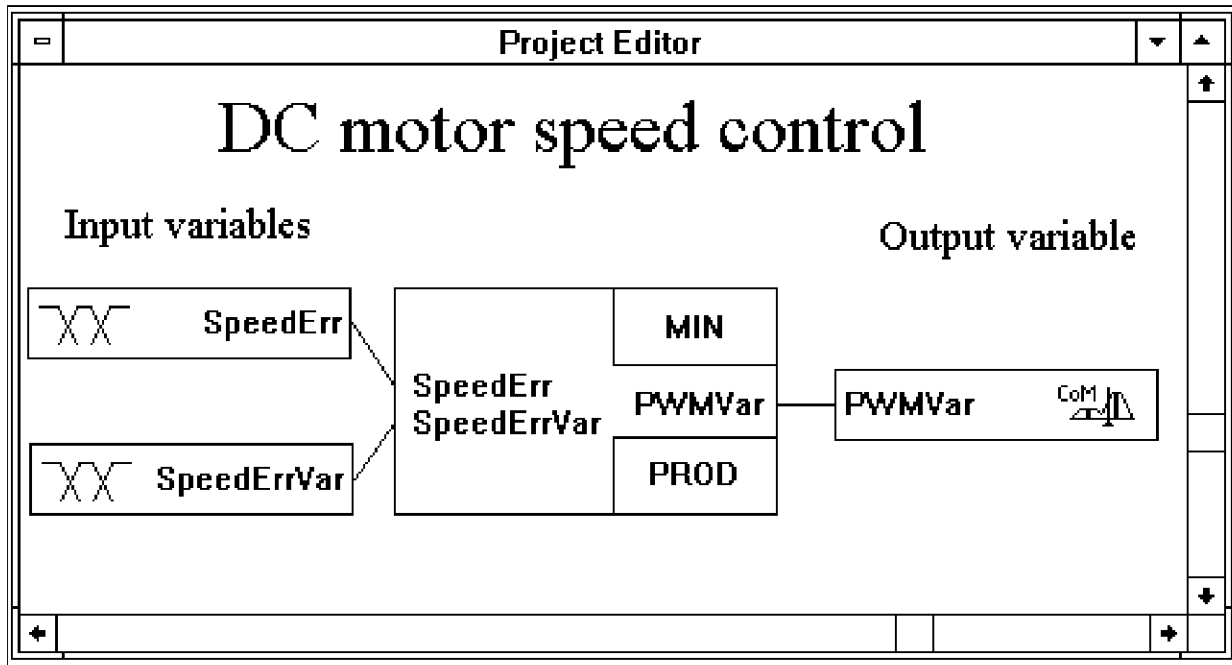 Project Editor
DC motor speed control
Input variables
Output variable
SpeedErr
MIN
SpeedErr
SpeedErrVar
PWMVar
PWMVar
CoM
SpeedErrVar
PROD